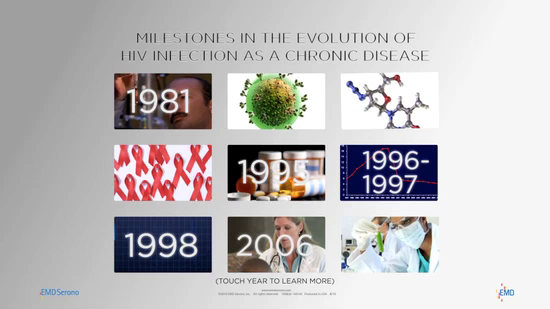 MILESTONES IN THE EVOLUTION OF
HIV INFECTION AS A CHRONIC DISEASE
1981
1995
1996-
1997
1998
2006
(TOUCH YEAR TO LEARN MORE)
EMD Serono
EMD